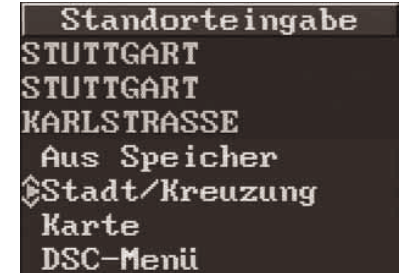 Standorteingabe
STUTTGART
STUTTGART
KARLSTRASSE
Aus Speicher
Stadt/Kreuzung
Karte
DSC-Menü